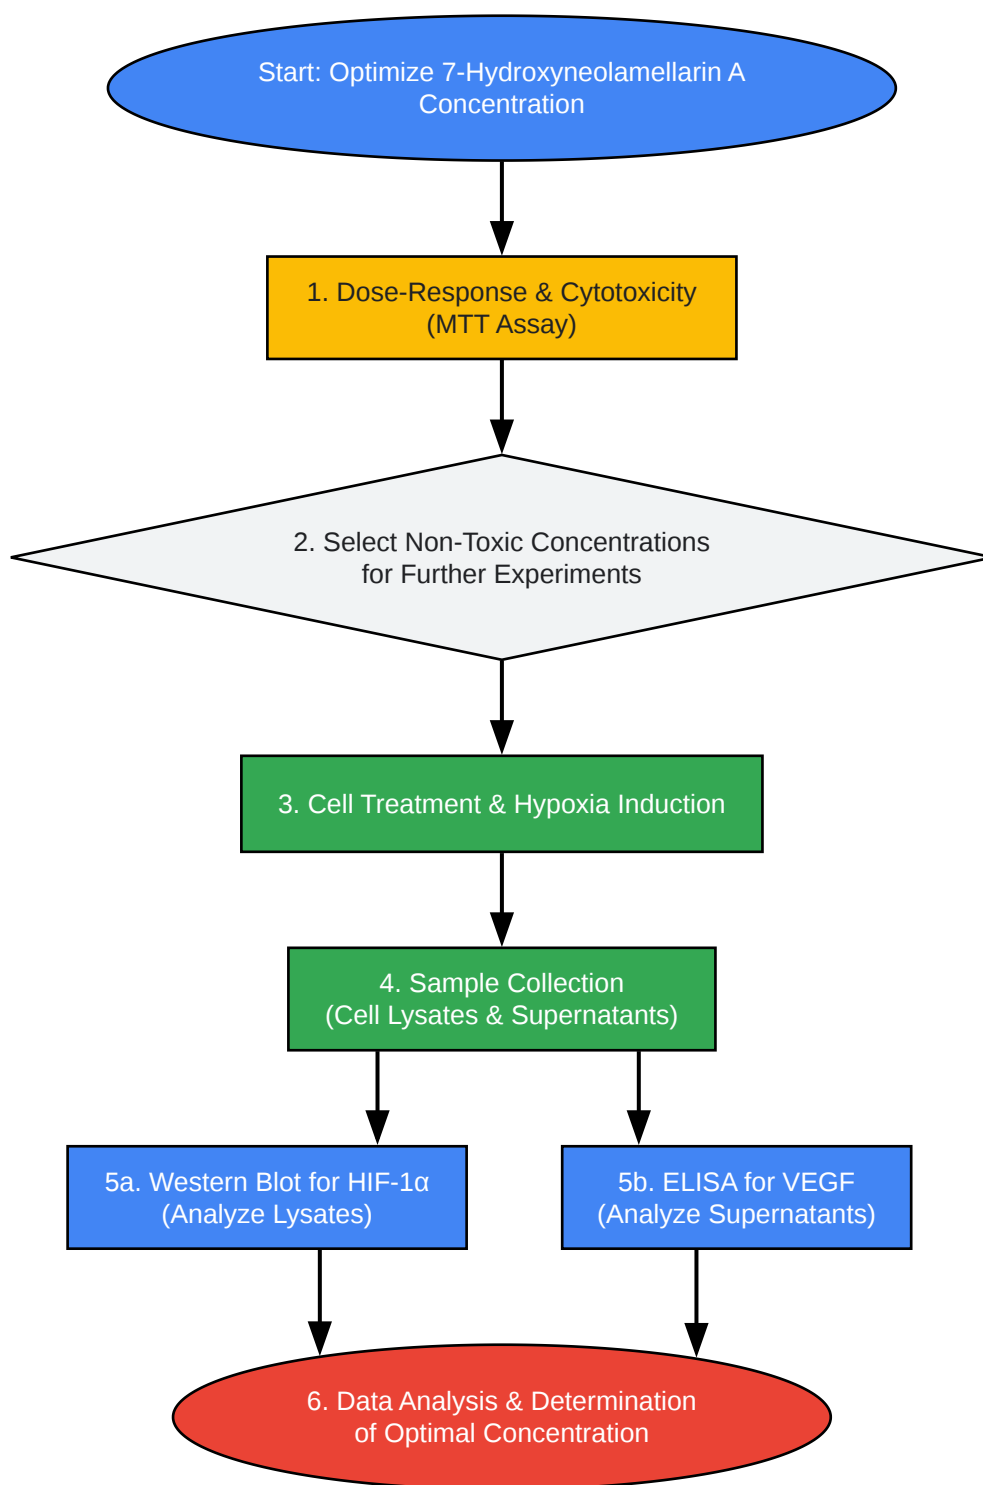 Start: Optimize 7-Hydroxyneolamellarin A
Concentration
1. Dose-Response & Cytotoxicity
(MTT Assay)
2. Select Non-Toxic Concentrations
for Further Experiments
3. Cell Treatment & Hypoxia Induction
4. Sample Collection
(Cell Lysates & Supernatants)
5a. Western Blot for HIF-1α
(Analyze Lysates)
5b. ELISA for VEGF
(Analyze Supernatants)
6. Data Analysis & Determination
of Optimal Concentration